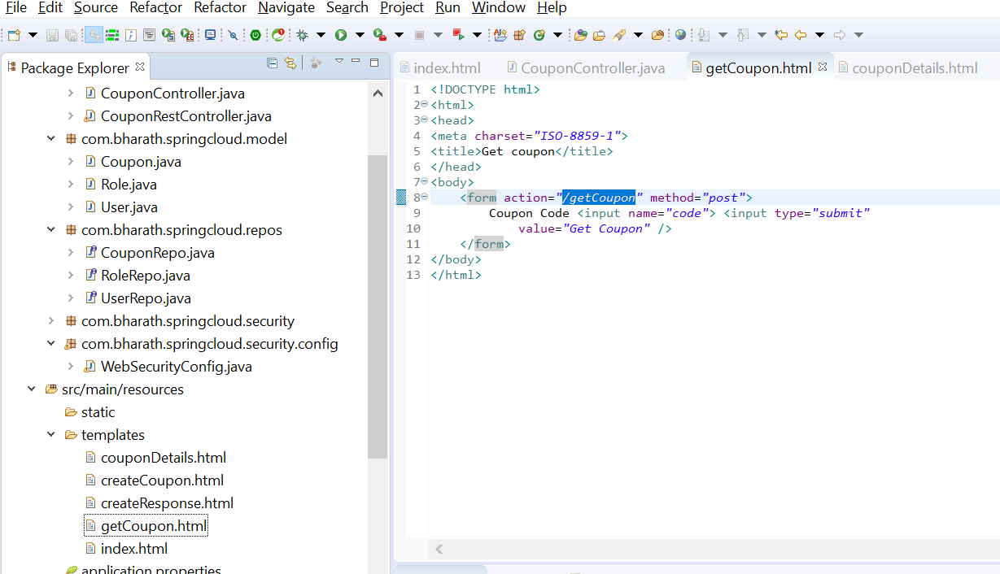 File Edit Source Refactor Refactor Navigate Search Project Run Window Help
Package Explorer
CouponController.java
CouponRestController.java
com.bharath.springcloud.model
Coupon.java
Role.java
User.java
com.bharath.springcloud.repos
CouponRepo.java
RoleRepo.java
UserRepo.java
com.bharath.springcloud.security
com.bharath.springcloud.security.config
WebSecurityConfig.java
src/main/resources
static
templates
couponDetails.html
createCoupon.html
createResponse.html
getCoupon.html
index.html
application.properties
index.html CouponController.java getCoupon.html couponDetails.html
1 <!DOCTYPE html>
2 <html>
3 <head>
4 <meta charset="ISO-8859-1">
5 <title>Get coupon</title>
6 </head>
7 <body>
8 <form action="/getCoupon" method="post">
9 Coupon Code <input name="code"> <input type="submit"
10 value="Get Coupon" />
11 </form>
12 </body>
13 </html>